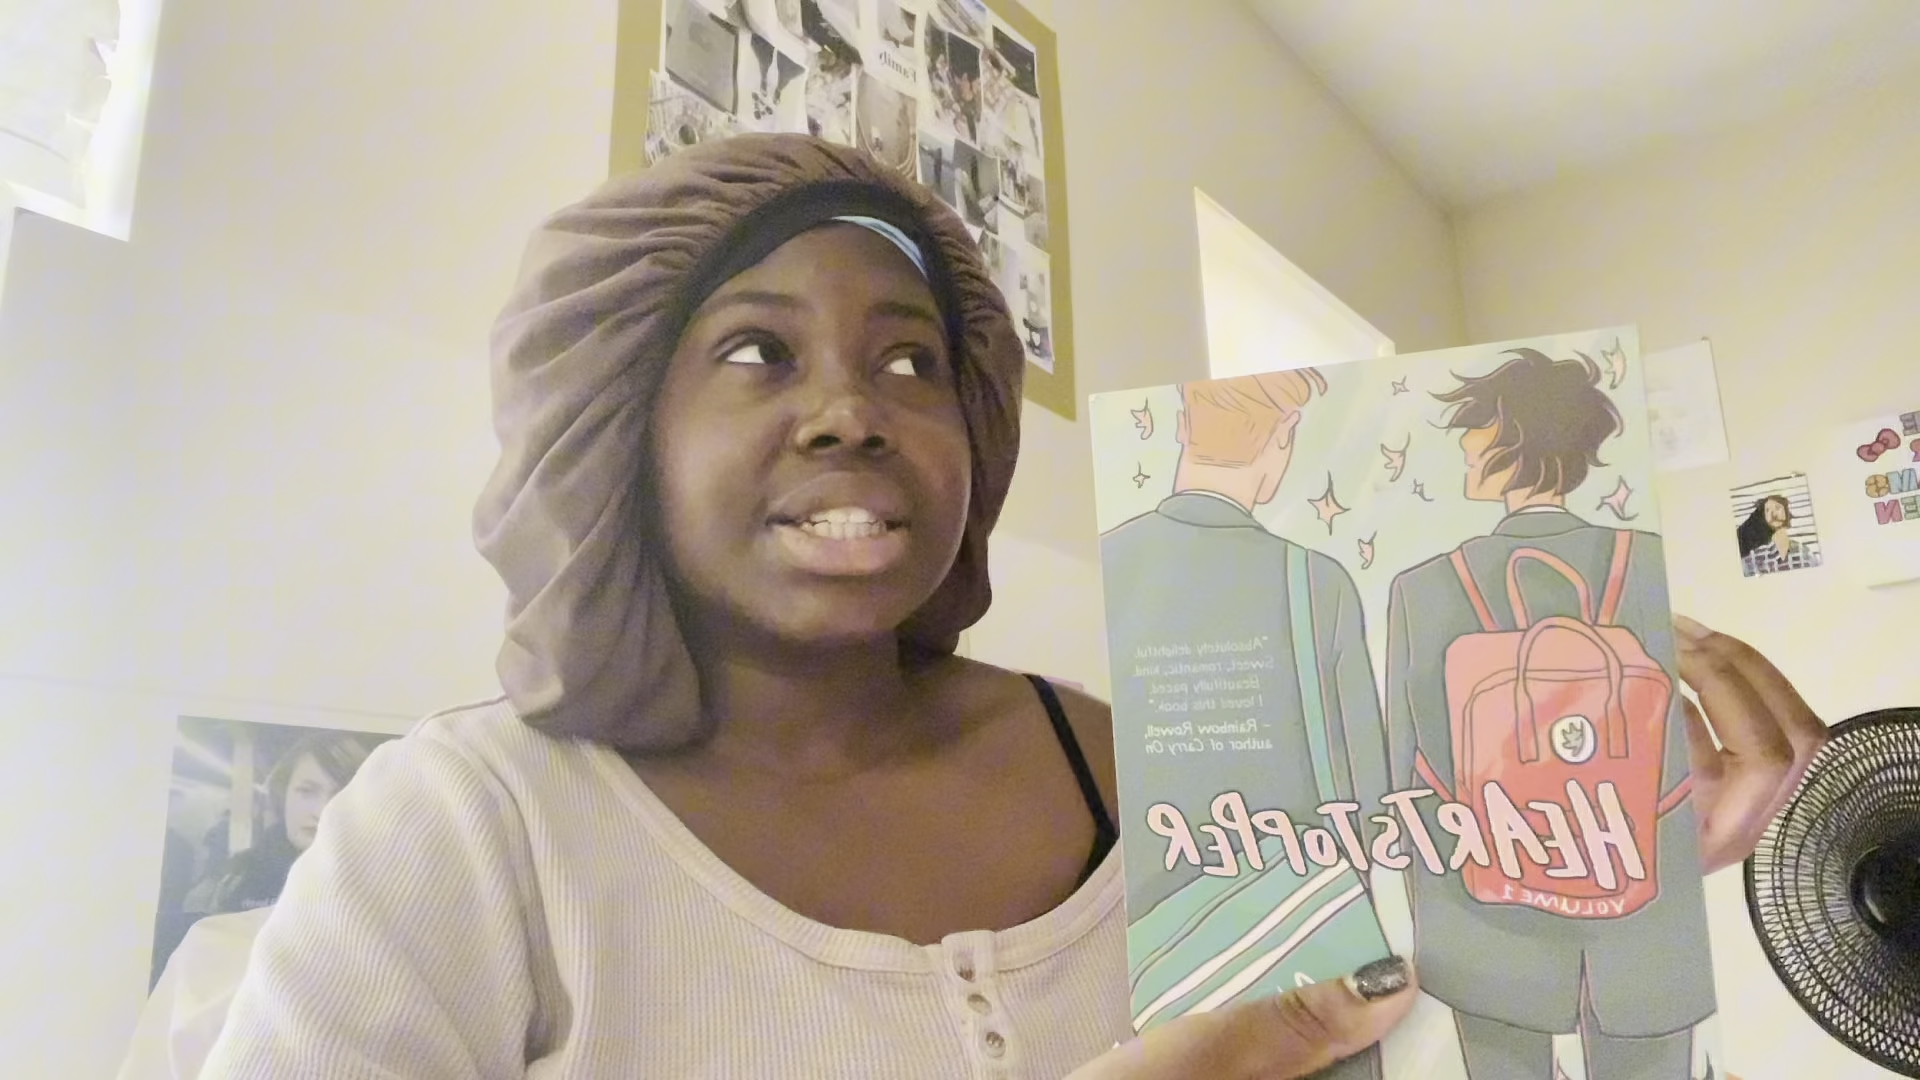 Family
"Absolutely delightful.
Sweet, romantic, kind.
Beautifully paced.
I loved this book."
– Rainbow Rowell,
author of Carry On
HEARTSTOPPER
VOLUME 1